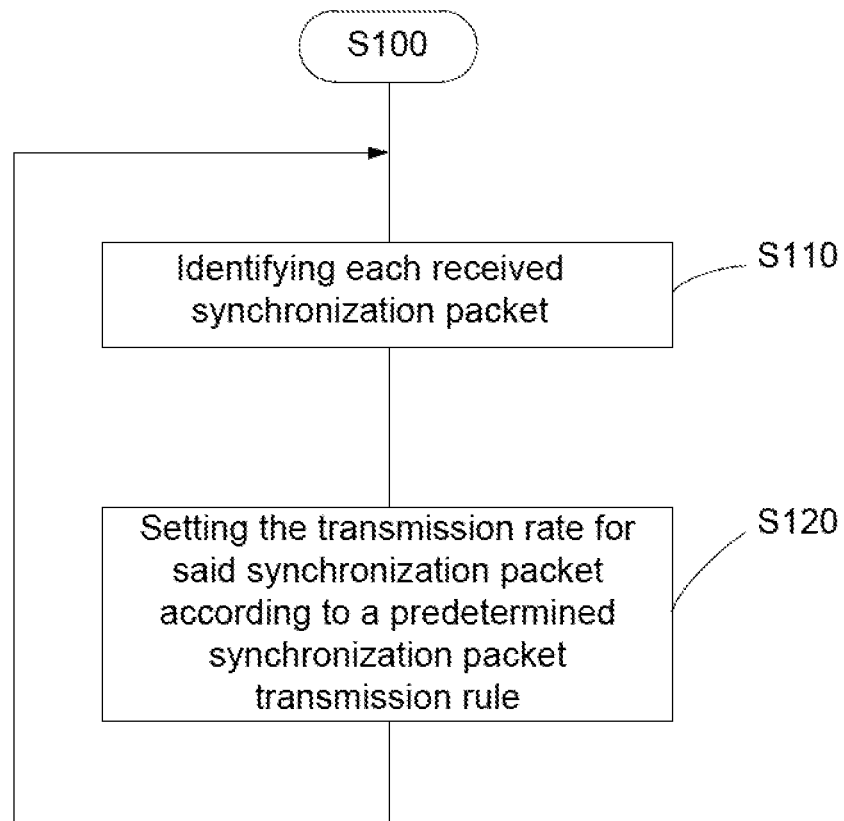 S100
Identifying each received
synchronization packet
S110
Setting the transmission rate for
said synchronization packet
according to a predetermined
synchronization packet
transmission rule
S120